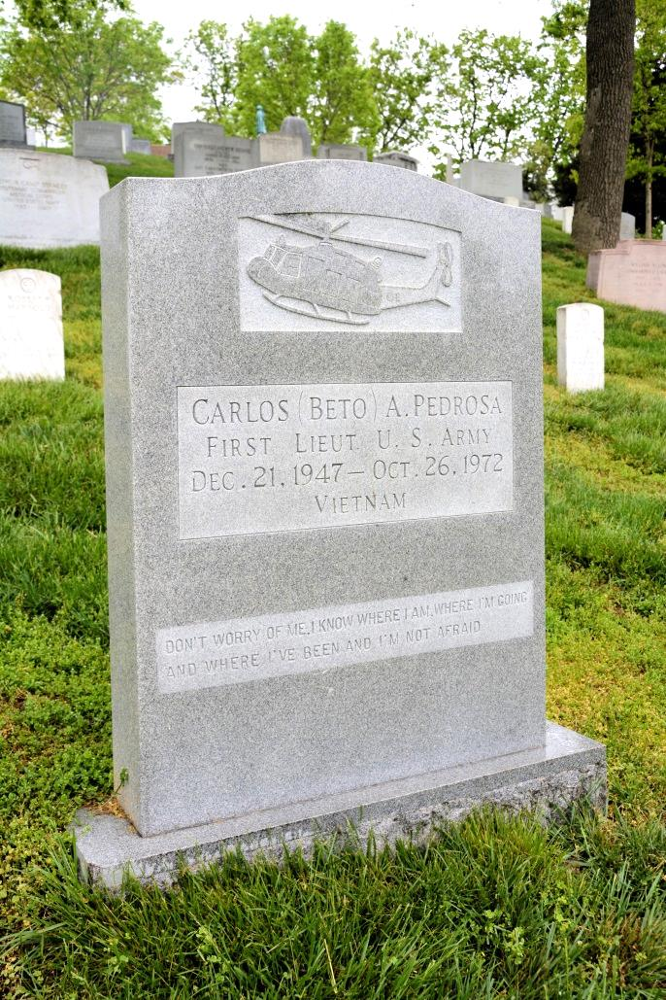 CARLOS (BETO) A. PEDROSA
FIRST LIEUT. U. S. ARMY
DEC. 21, 1947 — OCT. 26, 1972
VIETNAM
DON'T WORRY OF ME. I KNOW WHERE I AM. WHERE I'M GOING
AND WHERE I'VE BEEN AND I'M NOT AFRAID